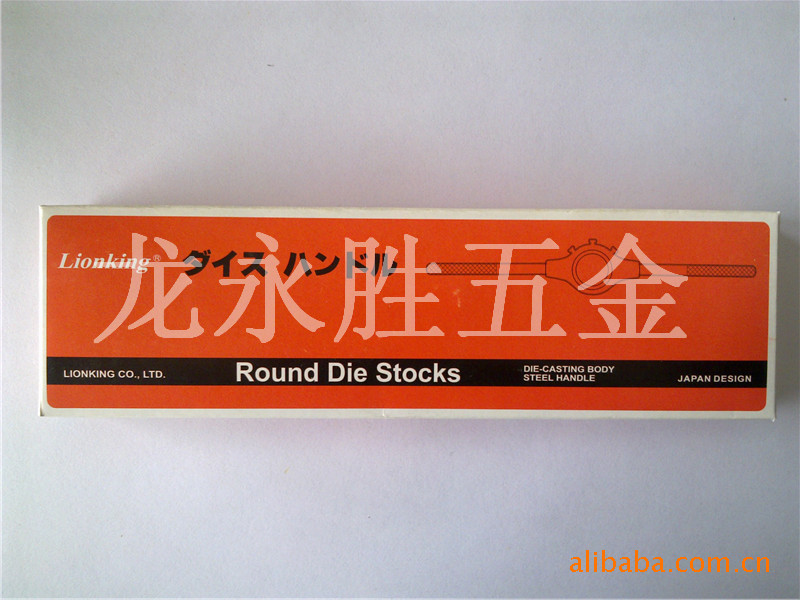 Lionking® ダイス ハンドル
龙永胜五金
LIONKING CO., LTD.
Round Die Stocks
DIE-CASTING BODY
STEEL HANDLE
JAPAN DESIGN
alibaba.com.cn